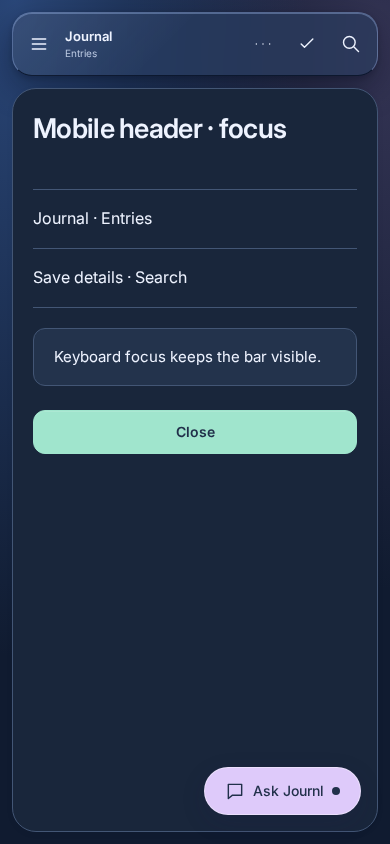 Journal
Entries
Mobile header · focus
Journal · Entries
Save details · Search
Keyboard focus keeps the bar visible.
Close
Ask Journl